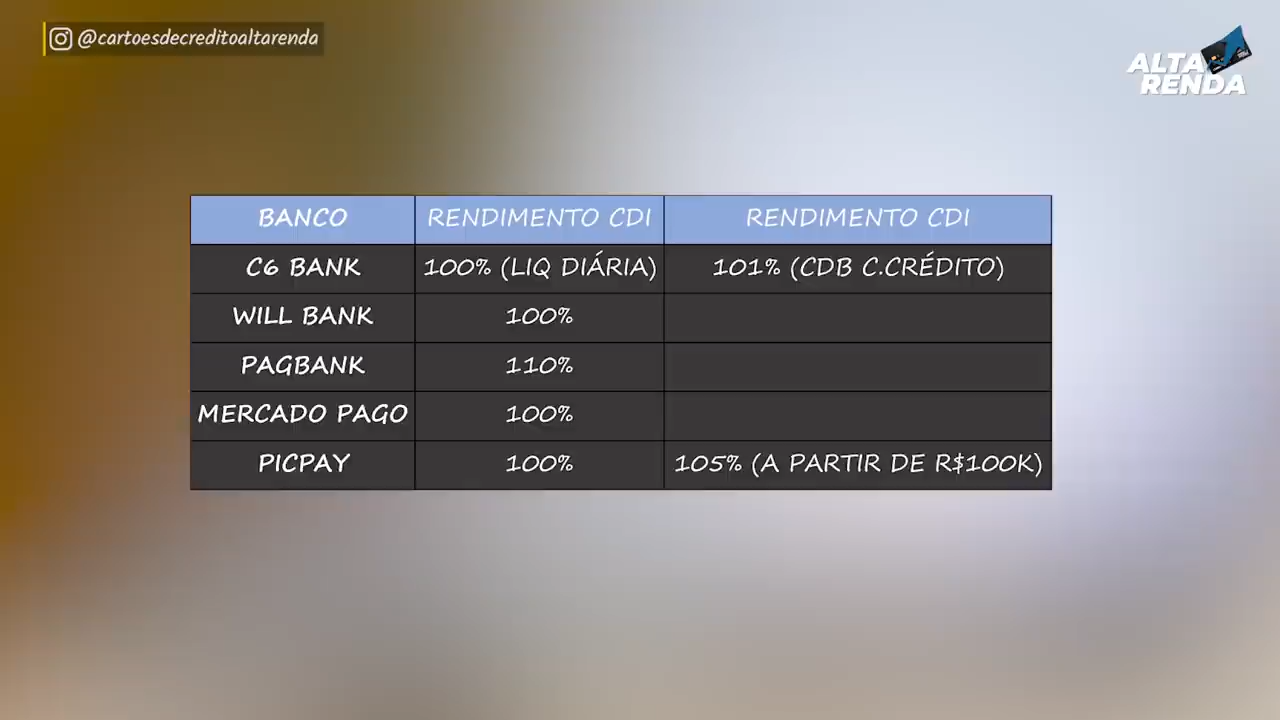 @cartoesdecreditoaltarenda
ALTA
RENDA
BANCO RENDIMENTO CDI RENDIMENTO CDI
C6 BANK 100% (LIQ DIÁRIA) 101% (CDB C.CRÉDITO)
WILL BANK 100%
PAGBANK 110%
MERCADO PAGO 100%
PICPAY 100% 105% (A PARTIR DE R$100K)